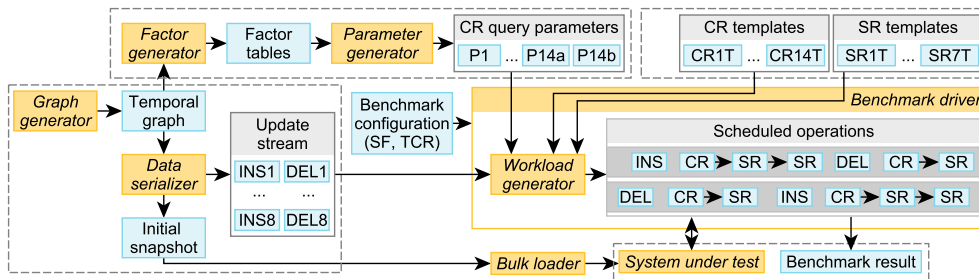 Factor
generator
Factor
tables
Parameter
generator
CR query parameters
P1 ... P14a P14b
CR templates
CR1T ... CR14T
SR templates
SR1T ... SR7T
Graph
generator
Temporal
graph
Data
serializer
Initial
snapshot
Update
stream
INS1 DEL1
... ...
INS8 DEL8
Benchmark
configuration
(SF, TCR)
Benchmark driver
Workload
generator
Scheduled operations
INS CR SR SR DEL CR SR
DEL CR SR INS CR SR SR
Bulk loader
System under test
Benchmark result